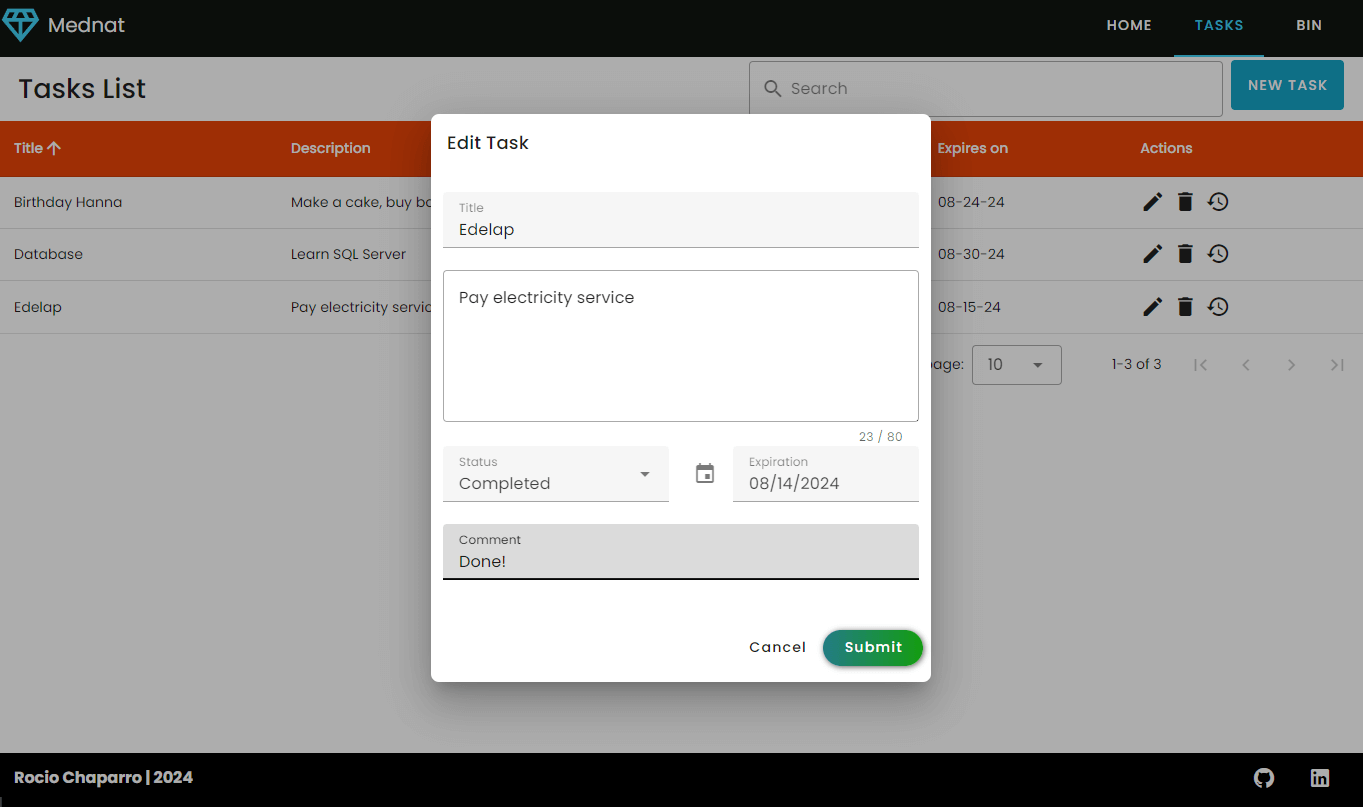 Mednat
HOME TASKS BIN
Tasks List
Search
NEW TASK
Title Description Expires on Actions
Birthday Hanna Make a cake, buy 08-24-24
Database Learn SQL Server 08-30-24
Edelap Pay electricity 08-15-24
10 1-3 of 3
Edit Task
Title
Edelap
Pay electricity service
23 / 80
Status
Completed
Expiration
08/14/2024
Comment
Done!
Cancel Submit
Rocio Chaparro | 2024